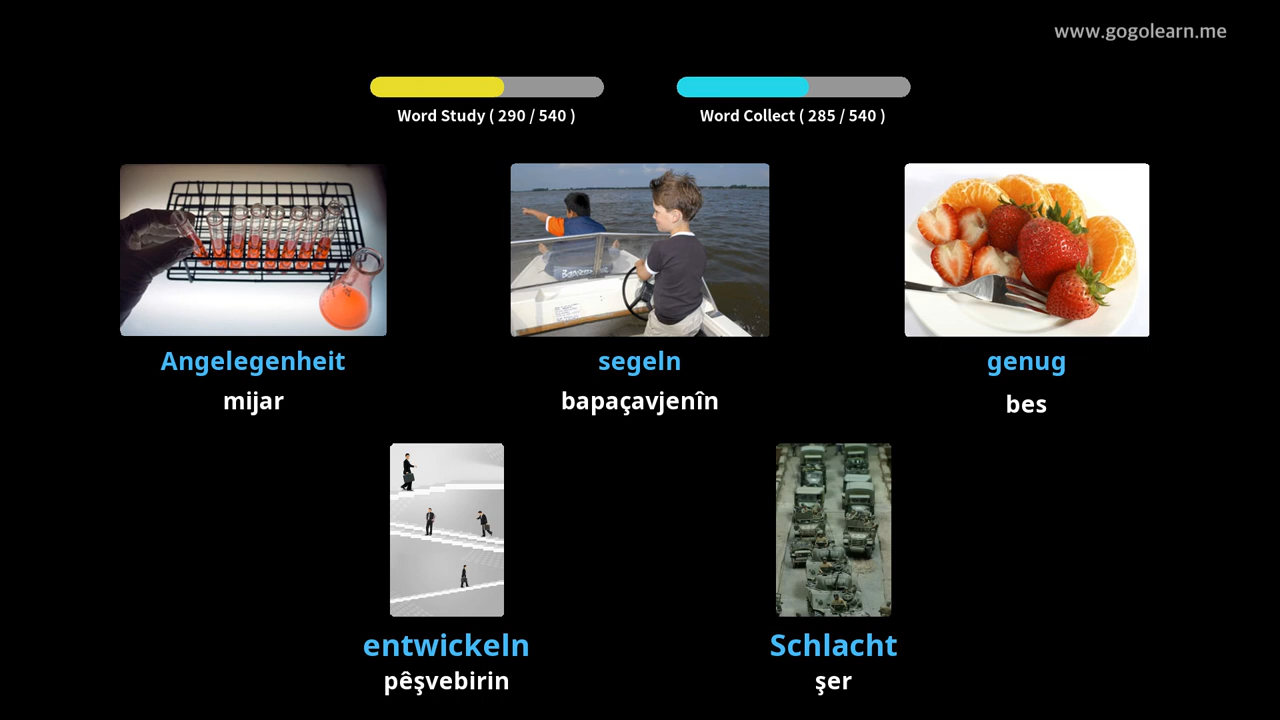 www.gogolearn.me
Word Study ( 290 / 540 )
Word Collect ( 285 / 540 )
Angelegenheit
mijar
segeln
bapaçavjenîn
genug
bes
entwickeln
pêşvebirin
Schlacht
şer